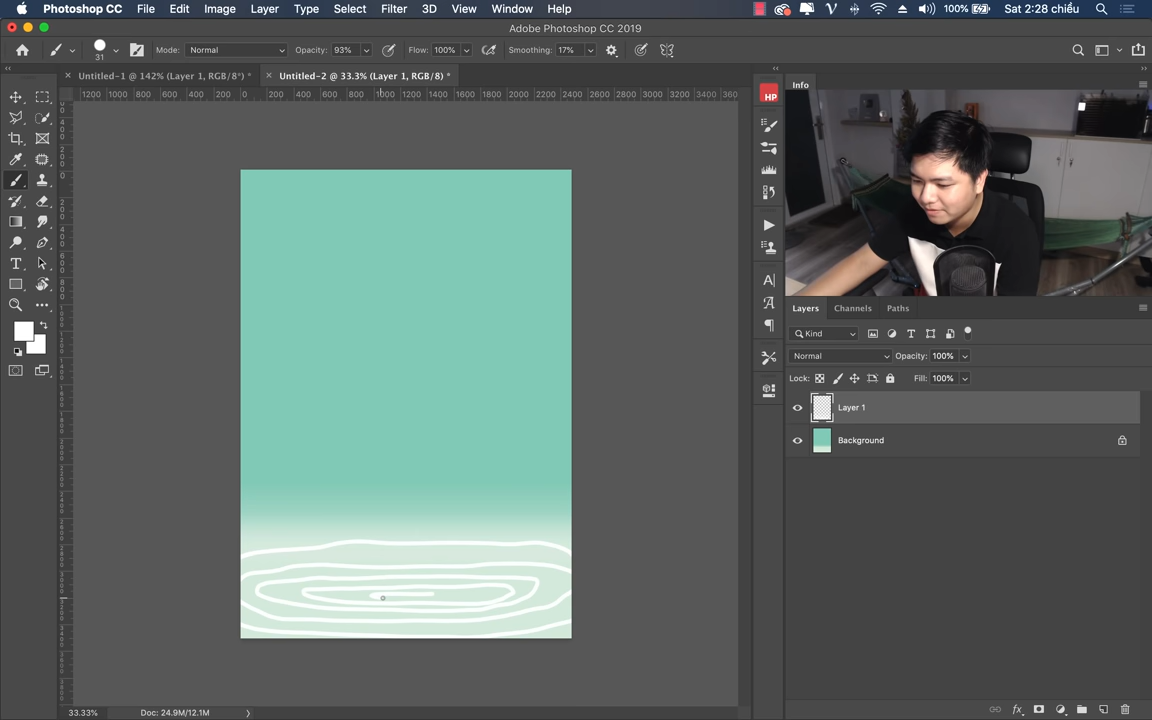 Photoshop CC File Edit Image Layer Type Select Filter 3D View Window Help 100% Sat 2:28 chiều
Adobe Photoshop CC 2019
31 Mode: Normal Opacity: 93% Flow: 100% Smoothing: 17%
Untitled-1 @ 142% (Layer 1, RGB/8*) * Untitled-2 @ 33.3% (Layer 1, RGB/8) *
1200 1000 800 600 400 200 0 200 400 600 800 1000 1200 1400 1600 1800 2000 2200 2400 2600 2800 3000 3200 3400 360
Info
HP
Layers Channels Paths
Kind
Normal Opacity: 100%
Lock: Fill: 100%
Layer 1
Background
33.33% Doc: 24.9M/12.1M
fx